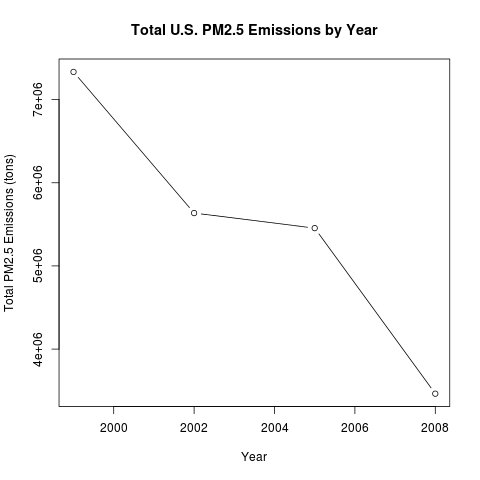 Total U.S. PM2.5 Emissions by Year
Total PM2.5 Emissions (tons)
7e+06
6e+06
5e+06
4e+06
2000 2002 2004 2006 2008
Year